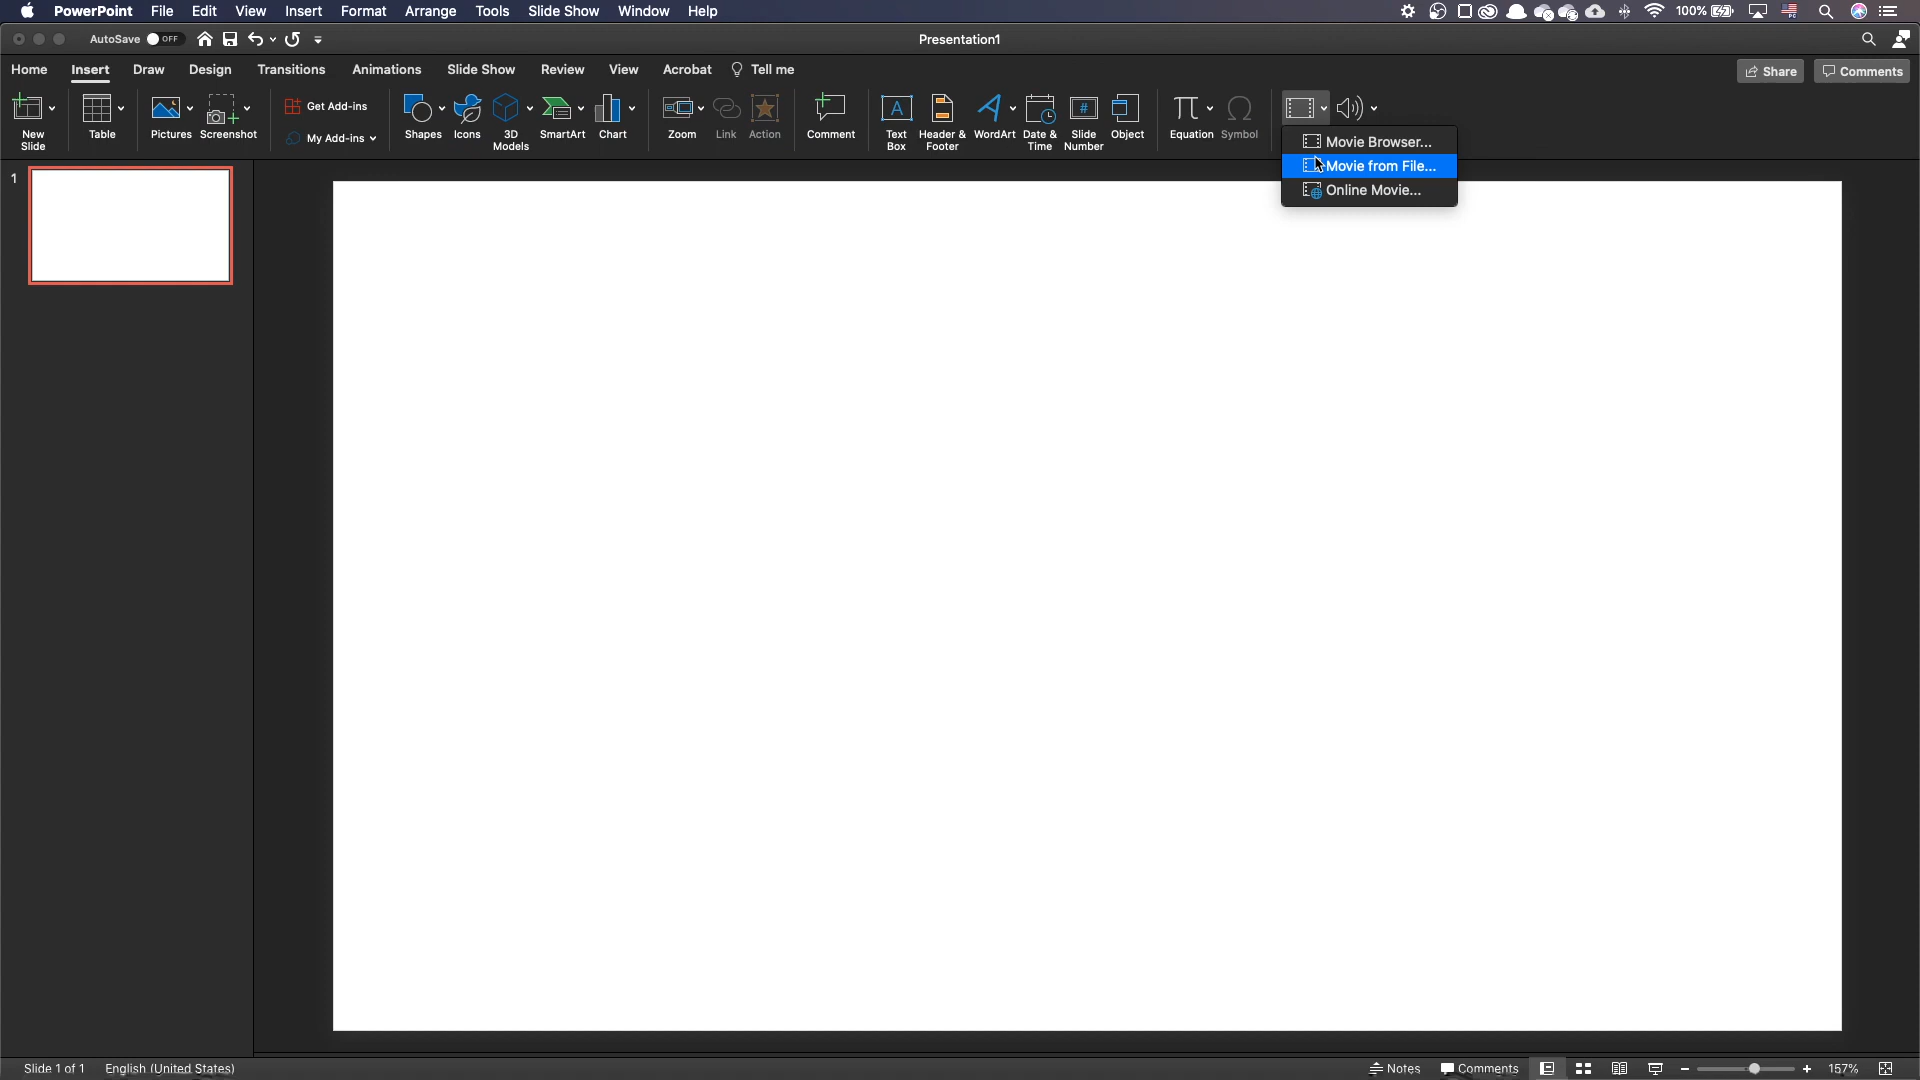 PowerPoint File Edit View Insert Format Arrange Tools Slide Show Window Help 100%
AutoSave OFF Presentation1
Home Insert Draw Design Transitions Animations Slide Show Review View Acrobat Tell me Share Comments
New Slide
Table
Pictures
Screenshot
Get Add-ins
My Add-ins
Shapes
Icons
3D Models
SmartArt
Chart
Zoom
Link
Action
Comment
Text Box
Header & Footer
WordArt
Date & Time
Slide Number
Object
Equation
Symbol
Movie Browser...
Movie from File...
Online Movie...
1
Slide 1 of 1 English (United States) Notes Comments 157%